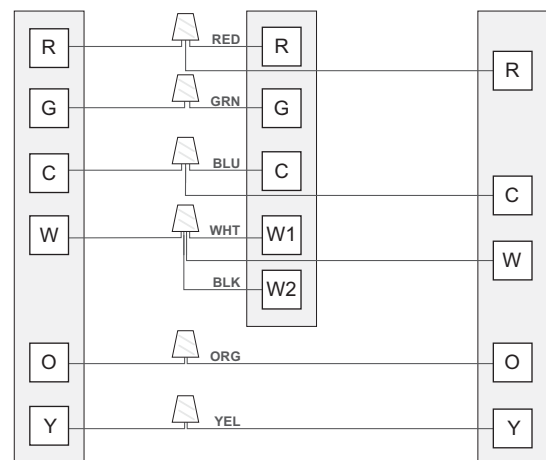 R RED R R
G GRN G
C BLU C C
W WHT W1 W
BLK W2
O ORG O
Y YEL Y